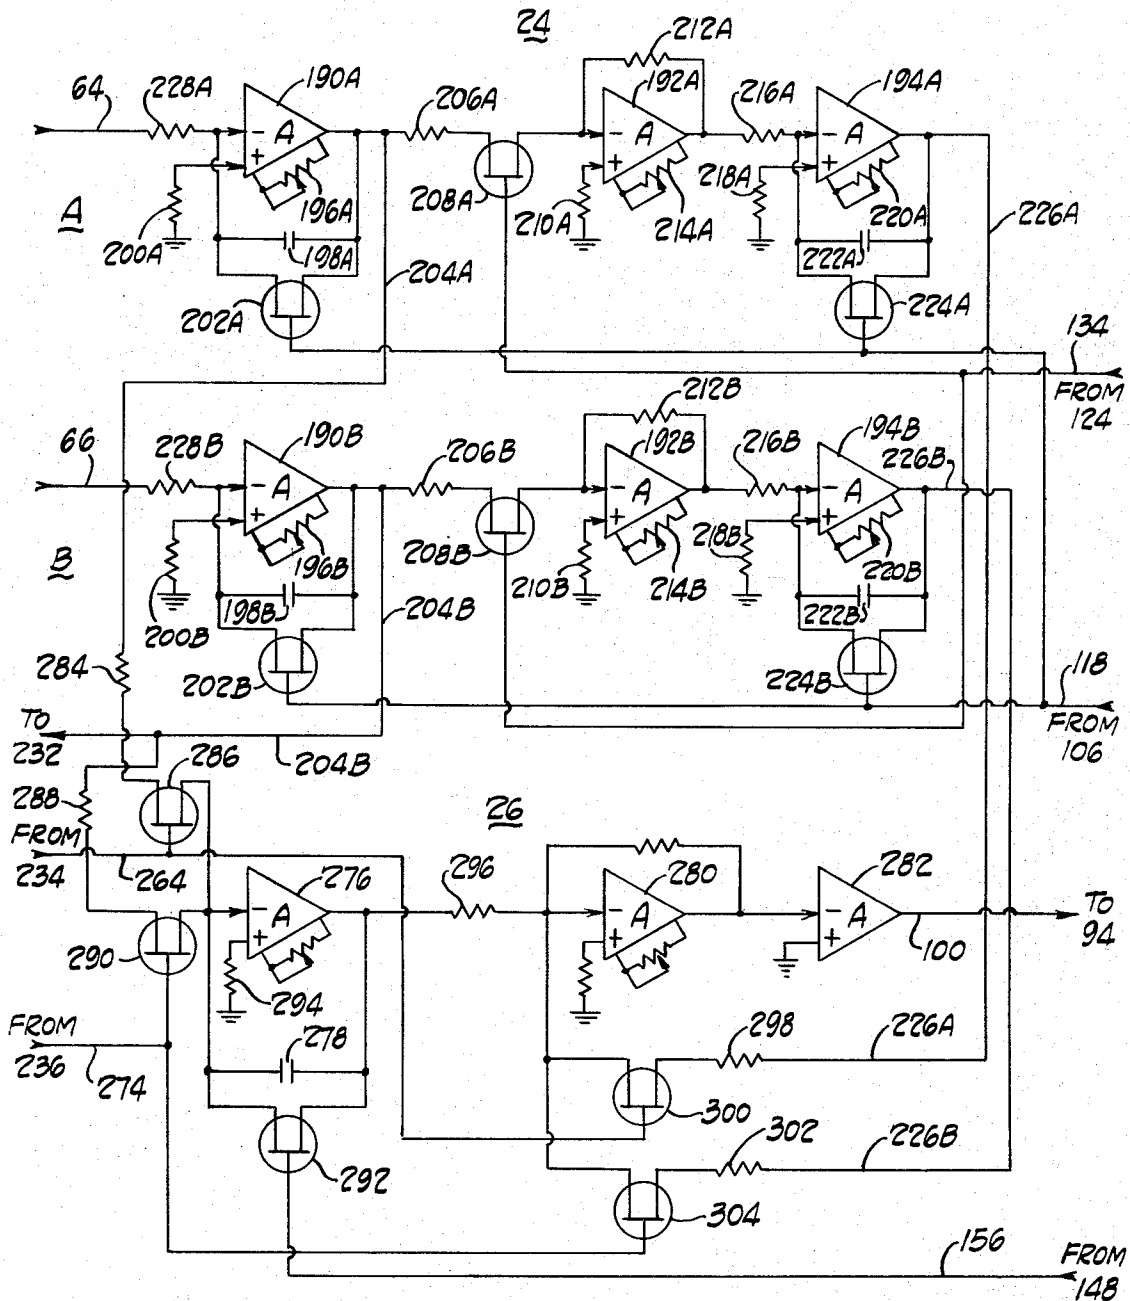 24
64
228A
190A
206A
212A
192A
216A
194A
A
A
A
−
+
−
+
−
+
A
200A
196A
198A
202A
208A
204A
210A
214A
218A
220A
222A
224A
226A
134
FROM
124
66
228B
190B
206B
212B
192B
216B
194B
226B
A
A
A
−
+
−
+
−
+
B
200B
196B
198B
202B
208B
204B
210B
214B
218B
220B
222B
224B
118
FROM
106
284
TO
232
204B
286
288
26
FROM
234
264
276
296
280
282
A
A
A
−
+
−
+
−
+
100
TO
94
290
294
FROM
236
274
278
298
226A
300
302
226B
292
304
156
FROM
148